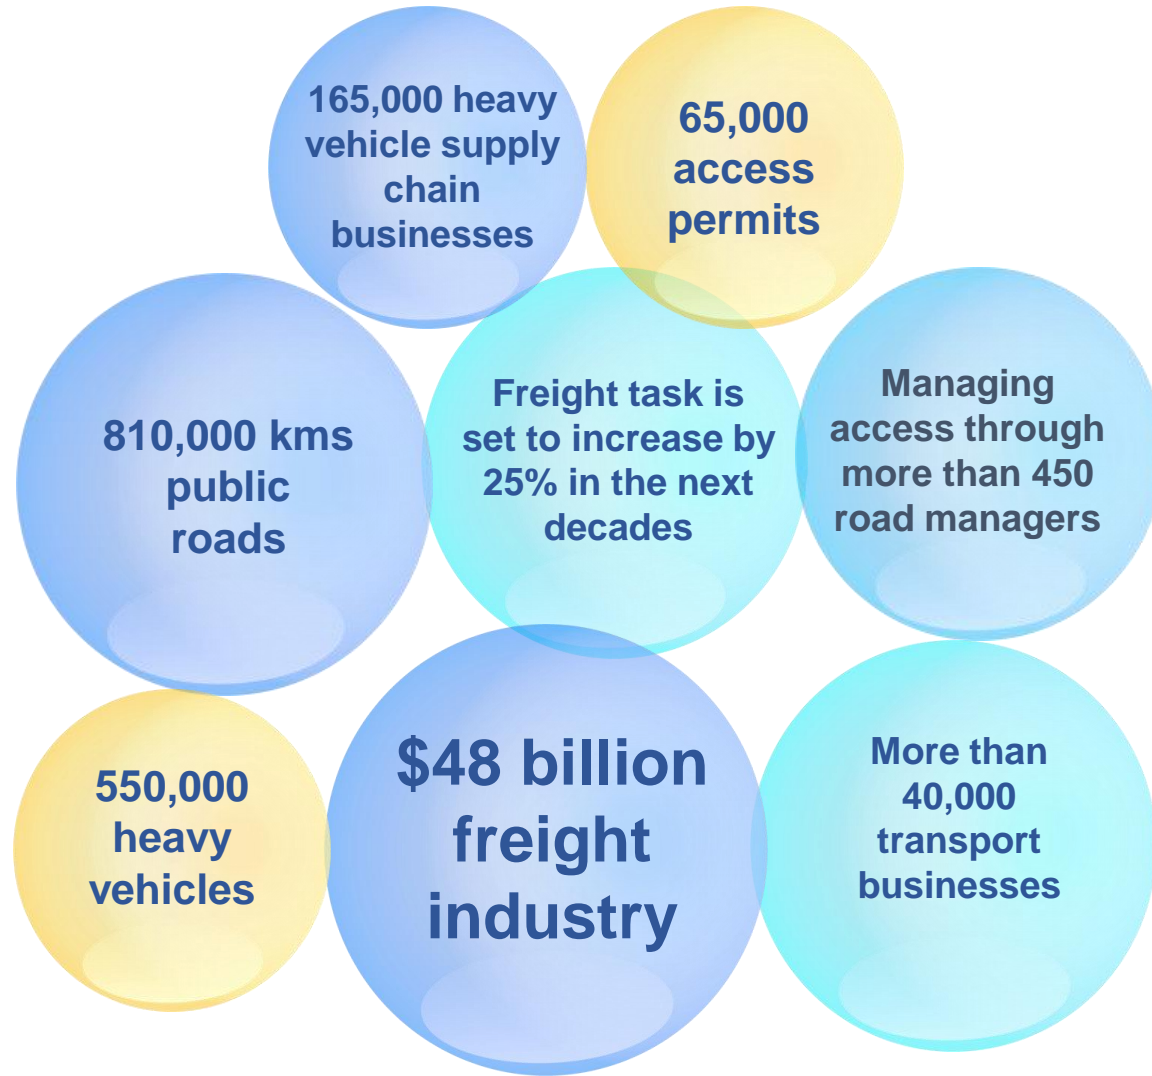 165,000 heavy
vehicle supply
chain
businesses
65,000
access
permits
810,000 kms
public
roads
Freight task is
set to increase by
25% in the next
decades
Managing
access through
more than 450
road managers
550,000
heavy
vehicles
$48 billion
freight
industry
More than
40,000
transport
businesses